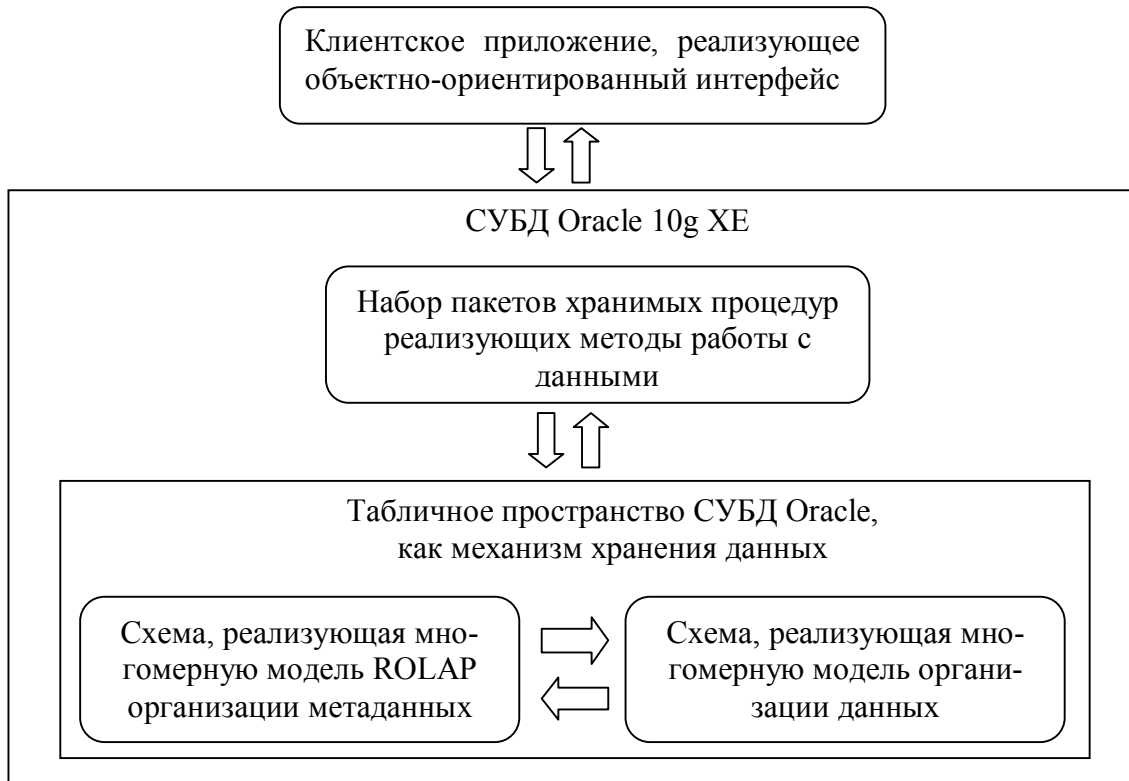 Клиентское приложение, реализующее
объектно-ориентированный интерфейс
СУБД Oracle 10g XE
Набор пакетов хранимых процедур
реализующих методы работы с
данными
Табличное пространство СУБД Oracle,
как механизм хранения данных
Схема, реализующая мно-
гомерную модель ROLAP
организации метаданных
Схема, реализующая мно-
гомерную модель органи-
зации данных